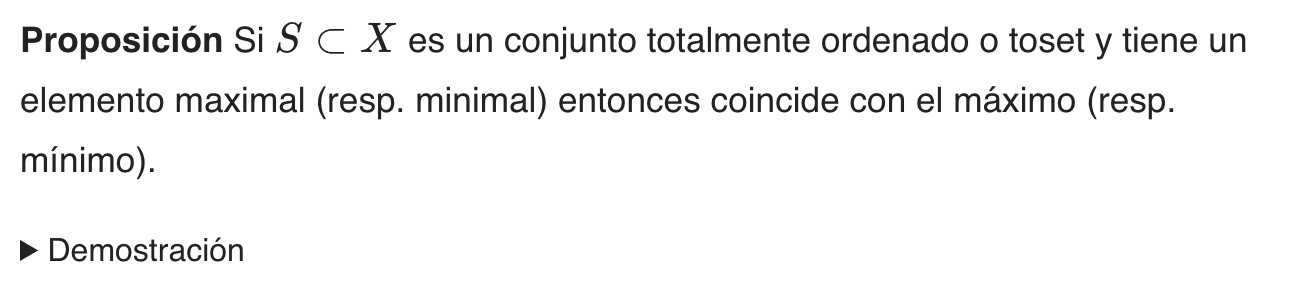 Proposición Si S ⊂ X es un conjunto totalmente ordenado o toset y tiene un
elemento maximal (resp. minimal) entonces coincide con el máximo (resp.
mínimo).
▶ Demostración